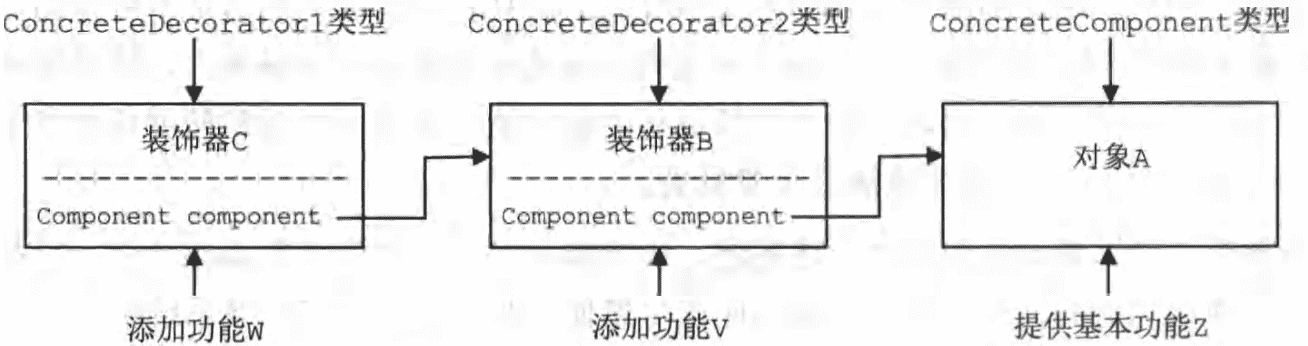 ConcreteDecorator1类型 ConcreteDecorator2类型 ConcreteComponent类型
装饰器C 装饰器B 对象A
Component component Component component
添加功能W 添加功能V 提供基本功能Z